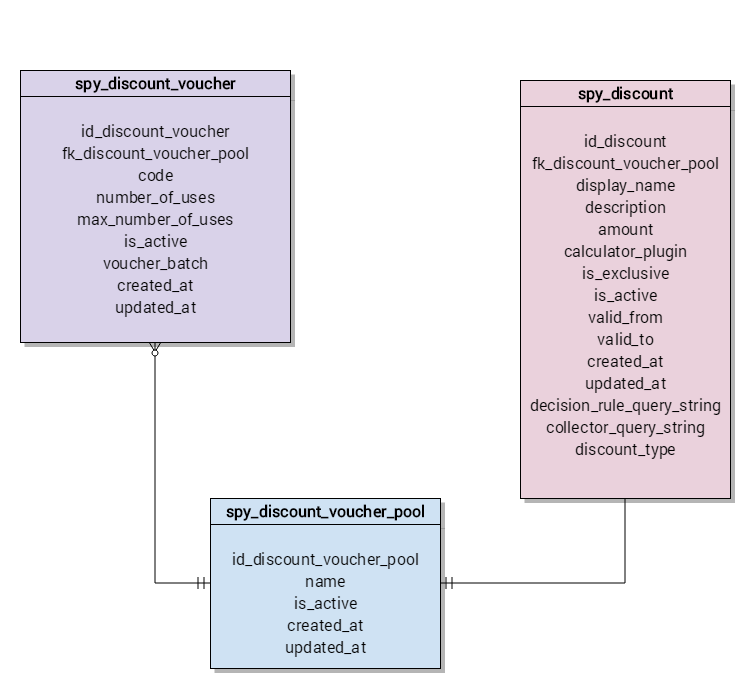 spy_discount_voucher
id_discount_voucher
fk_discount_voucher_pool
code
number_of_uses
max_number_of_uses
is_active
voucher_batch
created_at
updated_at
spy_discount
id_discount
fk_discount_voucher_pool
display_name
description
amount
calculator_plugin
is_exclusive
is_active
valid_from
valid_to
created_at
updated_at
decision_rule_query_string
collector_query_string
discount_type
spy_discount_voucher_pool
id_discount_voucher_pool
name
is_active
created_at
updated_at